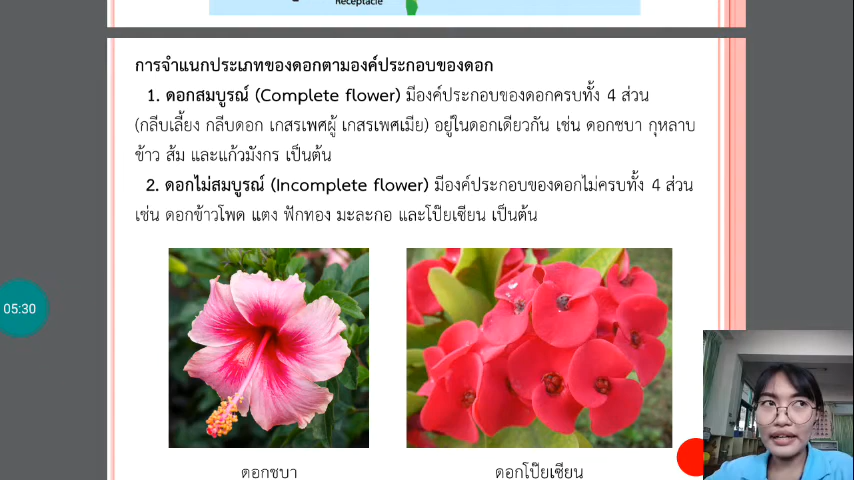 Receptacle
การจำแนกประเภทของดอกตามองค์ประกอบของดอก
1. ดอกสมบูรณ์ (Complete flower) มีองค์ประกอบของดอกครบทั้ง 4 ส่วน
(กลีบเลี้ยง กลีบดอก เกสรเพศผู้ เกสรเพศเมีย) อยู่ในดอกเดียวกัน เช่น ดอกชบา กุหลาบ
ข้าว ส้ม และแก้วมังกร เป็นต้น
2. ดอกไม่สมบูรณ์ (Incomplete flower) มีองค์ประกอบของดอกไม่ครบทั้ง 4 ส่วน
เช่น ดอกข้าวโพด แตง ฟักทอง มะละกอ และโป๊ยเซียน เป็นต้น
05:30
ดอกชบา
ดอกโป๊ยเซียน